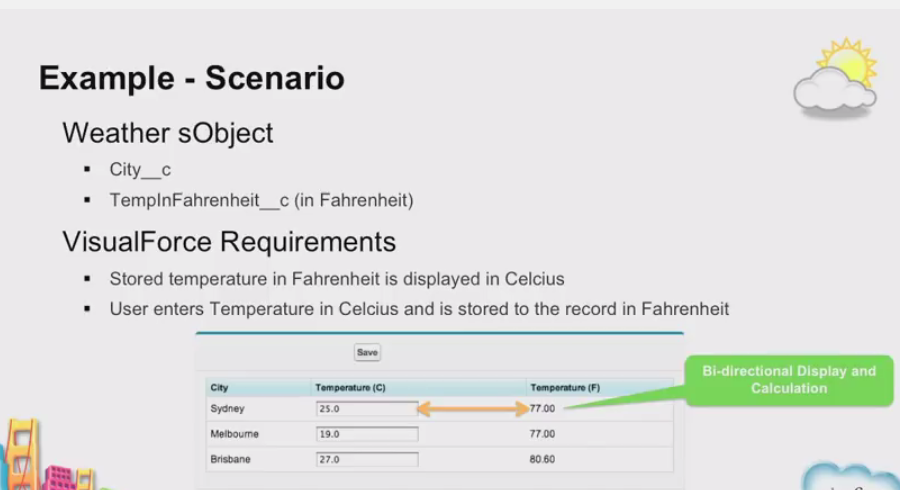 Example - Scenario
Weather sObject
City__c
TempInFahrenheit__c (in Fahrenheit)
VisualForce Requirements
Stored temperature in Fahrenheit is displayed in Celcius
User enters Temperature in Celcius and is stored to the record in Fahrenheit
Save
Bi-directional Display and
Calculation
City Temperature (C) Temperature (F)
Sydney 25.0 77.00
Melbourne 19.0 77.00
Brisbane 27.0 80.60